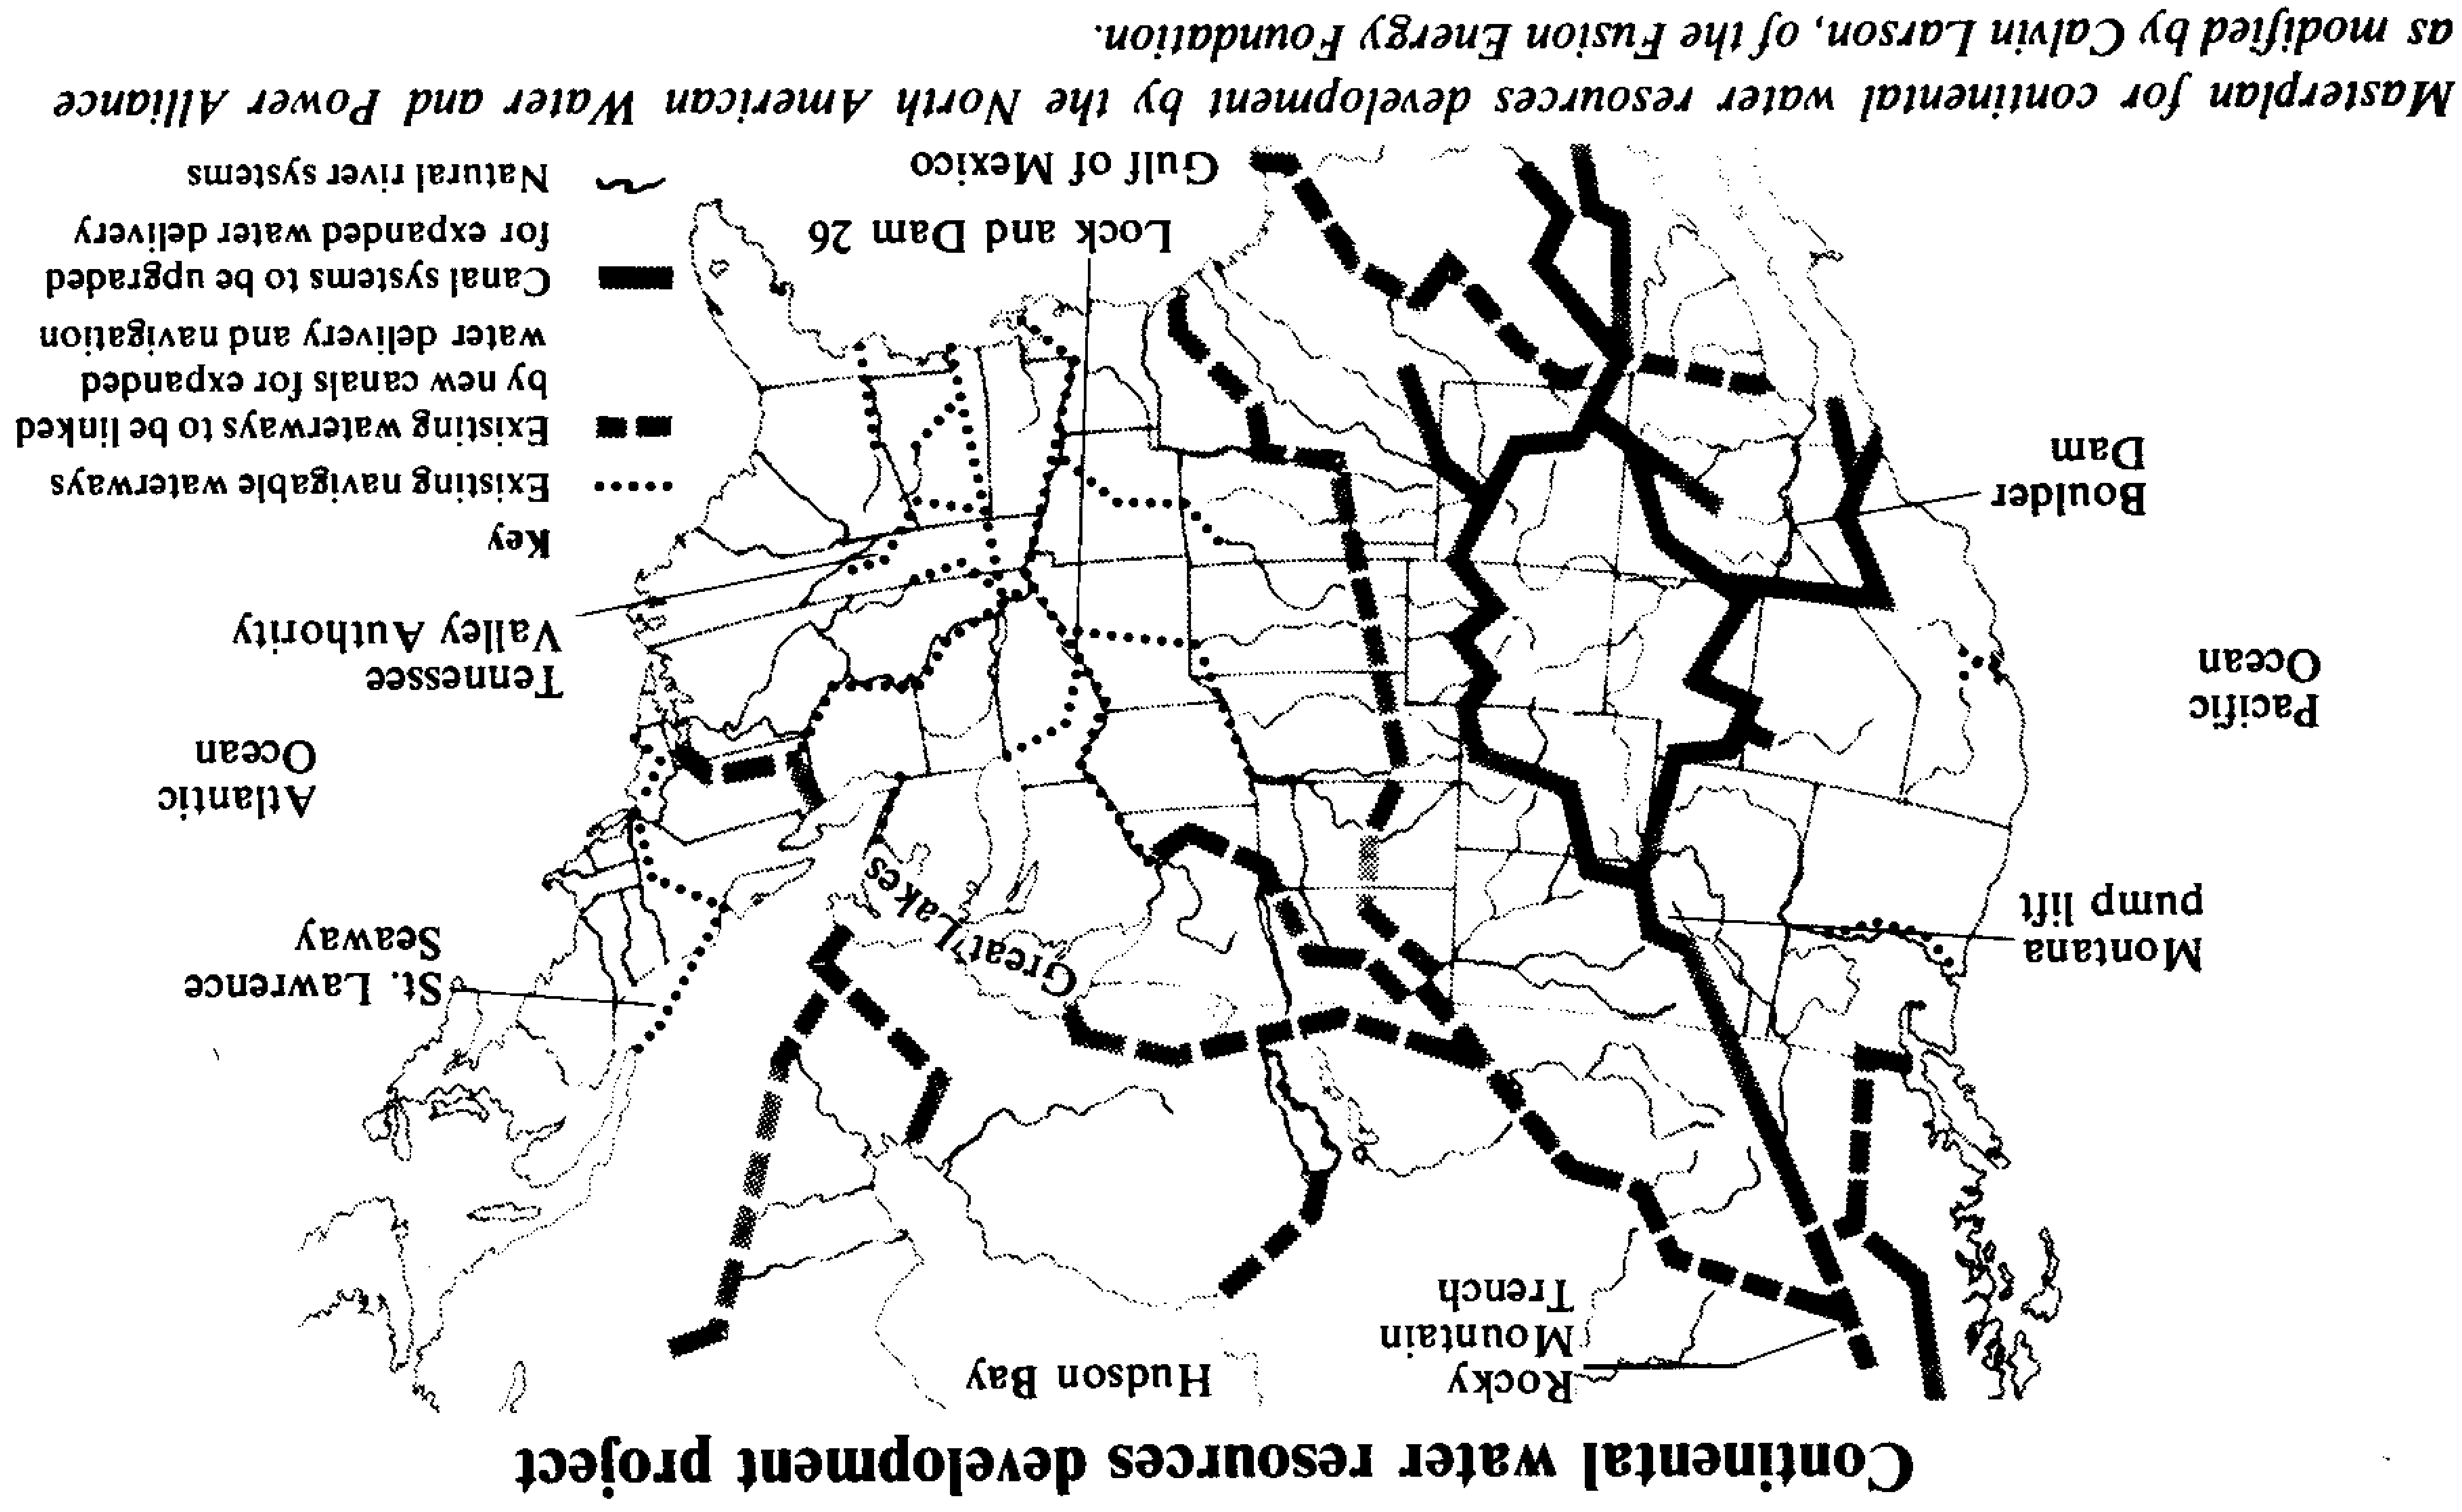 Continental water resources development project
Hudson Bay
Rocky
Mountain
Trench
Montana
pump lift
Great Lakes
St. Lawrence
Seaway
Pacific
Ocean
Atlantic
Ocean
Boulder
Dam
Tennessee
Valley Authority
Key
Existing navigable waterways
Existing waterways to be linked
by new canals for expanded
water delivery and navigation
Canal systems to be upgraded
for expanded water delivery
Natural river systems
Lock and Dam 26
Gulf of Mexico
Masterplan for continental water resources development by the North American Water and Power Alliance
as modified by Calvin Larson, of the Fusion Energy Foundation.